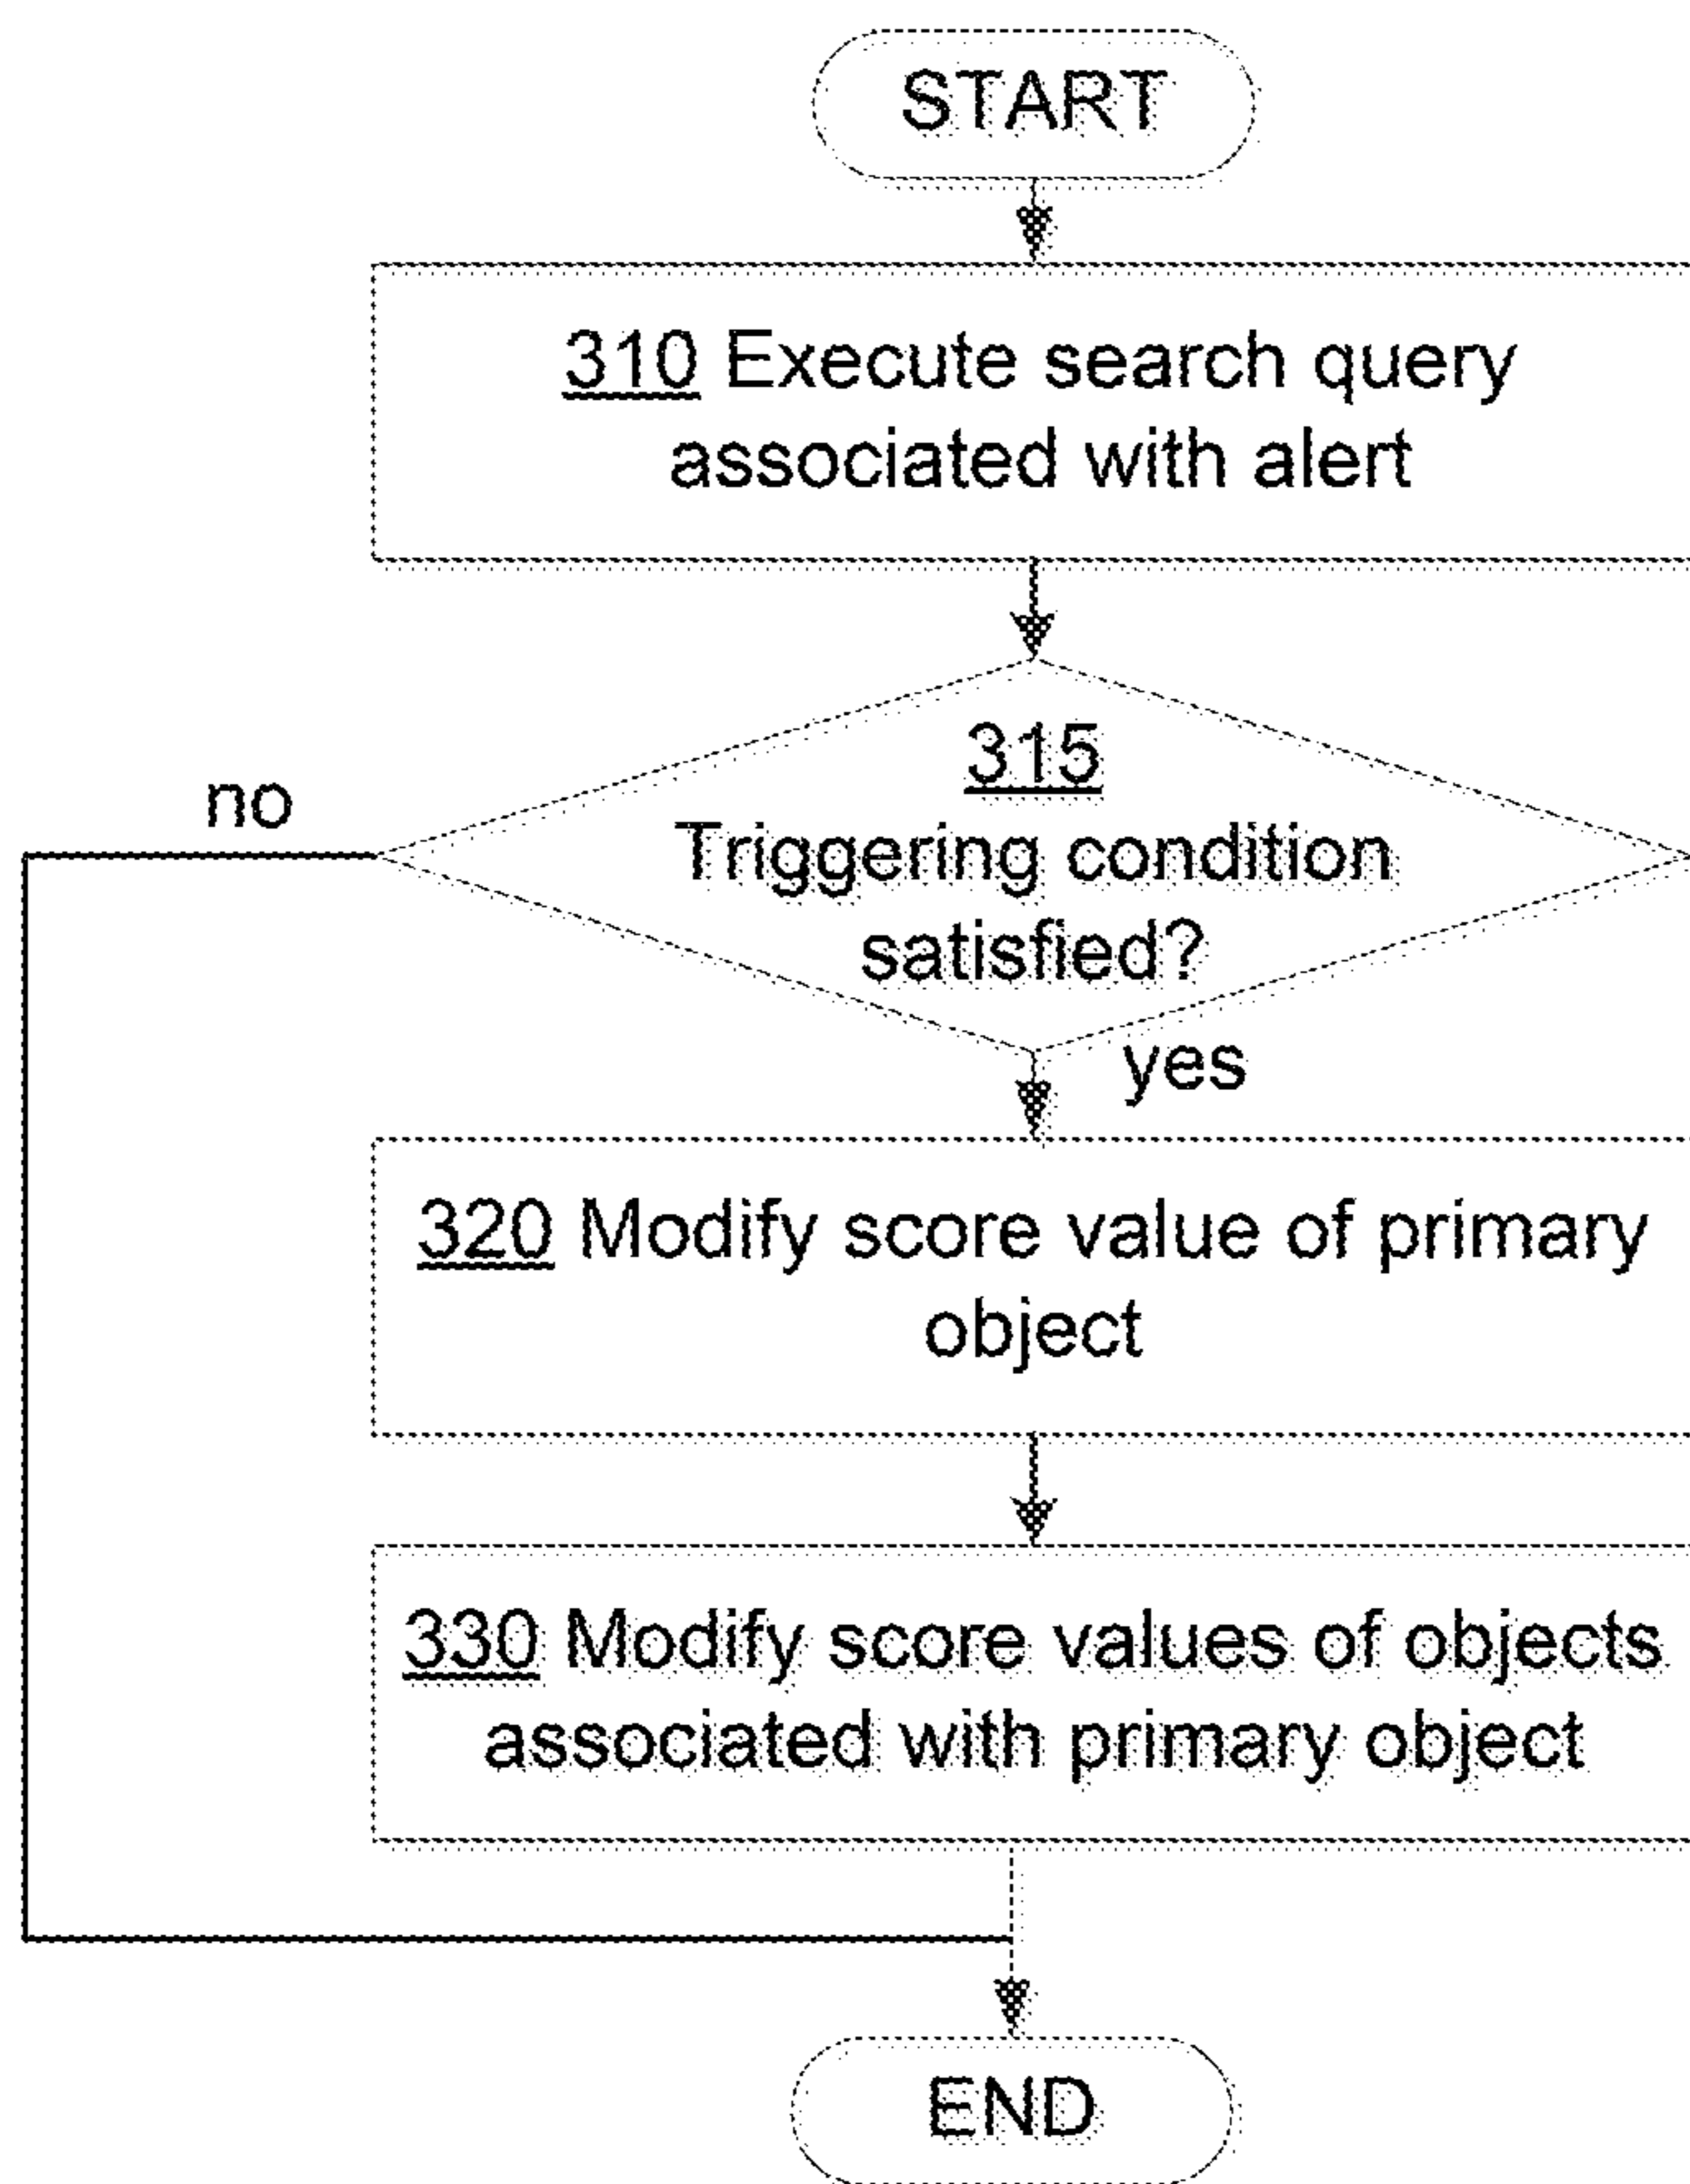 START
310 Execute search query
associated with alert
315
no
Triggering condition
satisfied?
yes
320 Modify score value of primary
object
330 Modify score values of objects
associated with primary object
END